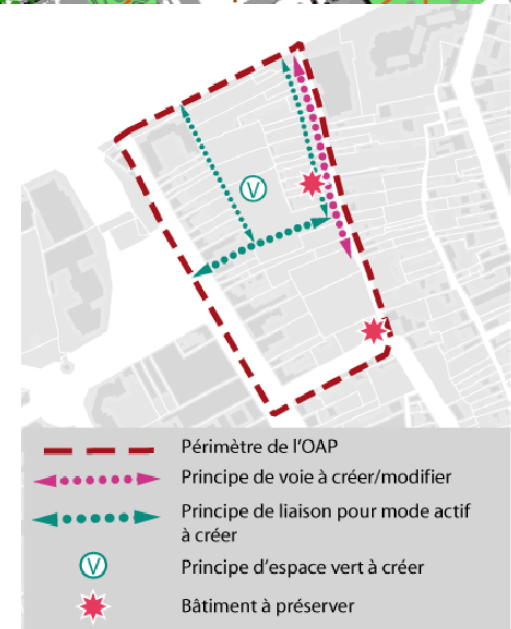 V
Périmètre de l'OAP
Principe de voie à créer/modifier
Principe de liaison pour mode actif
à créer
V
Principe d'espace vert à créer
Bâtiment à préserver